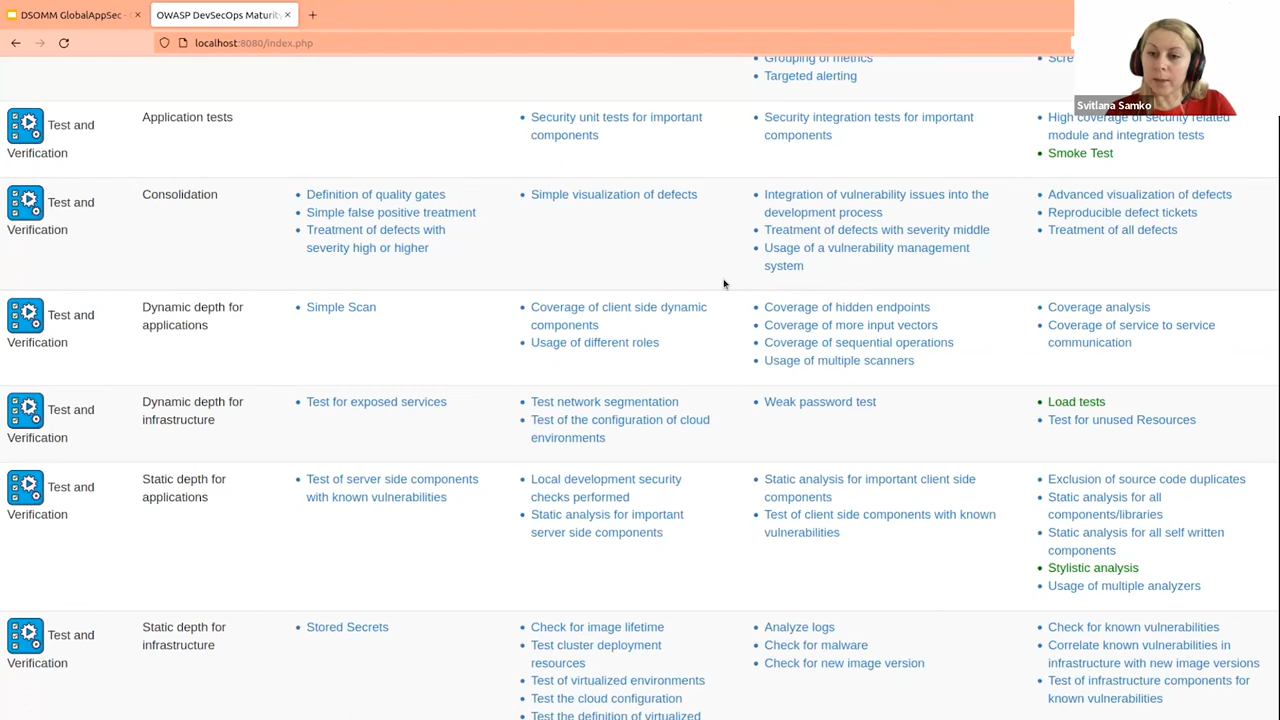 DSOMM GlobalAppSec -
OWASP DevSecOps Maturity
localhost:8080/index.php
Svitlana Samko
Grouping of metrics
Targeted alerting
Test and
Verification
Application tests
Security unit tests for important
components
Security integration tests for important
components
High coverage of security related
module and integration tests
Smoke Test
Test and
Verification
Consolidation
Definition of quality gates
Simple false positive treatment
Treatment of defects with
severity high or higher
Simple visualization of defects
Integration of vulnerability issues into the
development process
Treatment of defects with severity middle
Usage of a vulnerability management
system
Advanced visualization of defects
Reproducible defect tickets
Treatment of all defects
Test and
Verification
Dynamic depth for
applications
Simple Scan
Coverage of client side dynamic
components
Usage of different roles
Coverage of hidden endpoints
Coverage of more input vectors
Coverage of sequential operations
Usage of multiple scanners
Coverage analysis
Coverage of service to service
communication
Test and
Verification
Dynamic depth for
infrastructure
Test for exposed services
Test network segmentation
Test of the configuration of cloud
environments
Weak password test
Load tests
Test for unused Resources
Test and
Verification
Static depth for
applications
Test of server side components
with known vulnerabilities
Local development security
checks performed
Static analysis for important
server side components
Static analysis for important client side
components
Test of client side components with known
vulnerabilities
Exclusion of source code duplicates
Static analysis for all
components/libraries
Static analysis for all self written
components
Stylistic analysis
Usage of multiple analyzers
Test and
Verification
Static depth for
infrastructure
Stored Secrets
Check for image lifetime
Test cluster deployment
resources
Test of virtualized environments
Test the cloud configuration
Test the definition of virtualized
Analyze logs
Check for malware
Check for new image version
Check for known vulnerabilities
Correlate known vulnerabilities in
infrastructure with new image versions
Test of infrastructure components for
known vulnerabilities